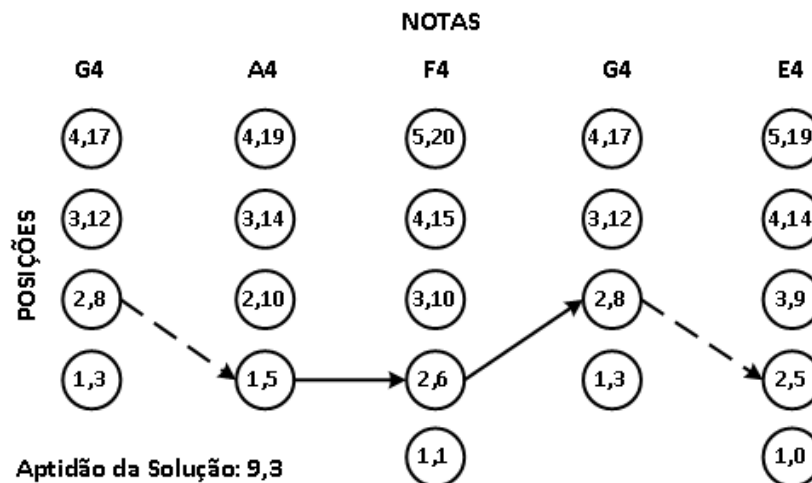 NOTAS
G4 A4 F4 G4 E4
4,17 4,19 5,20 4,17 5,19
3,12 3,14 4,15 3,12 4,14
POSIÇÕES
2,8 2,10 3,10 2,8 3,9
1,3 1,5 2,6 1,3 2,5
1,1 1,0
Aptidão da Solução: 9,3